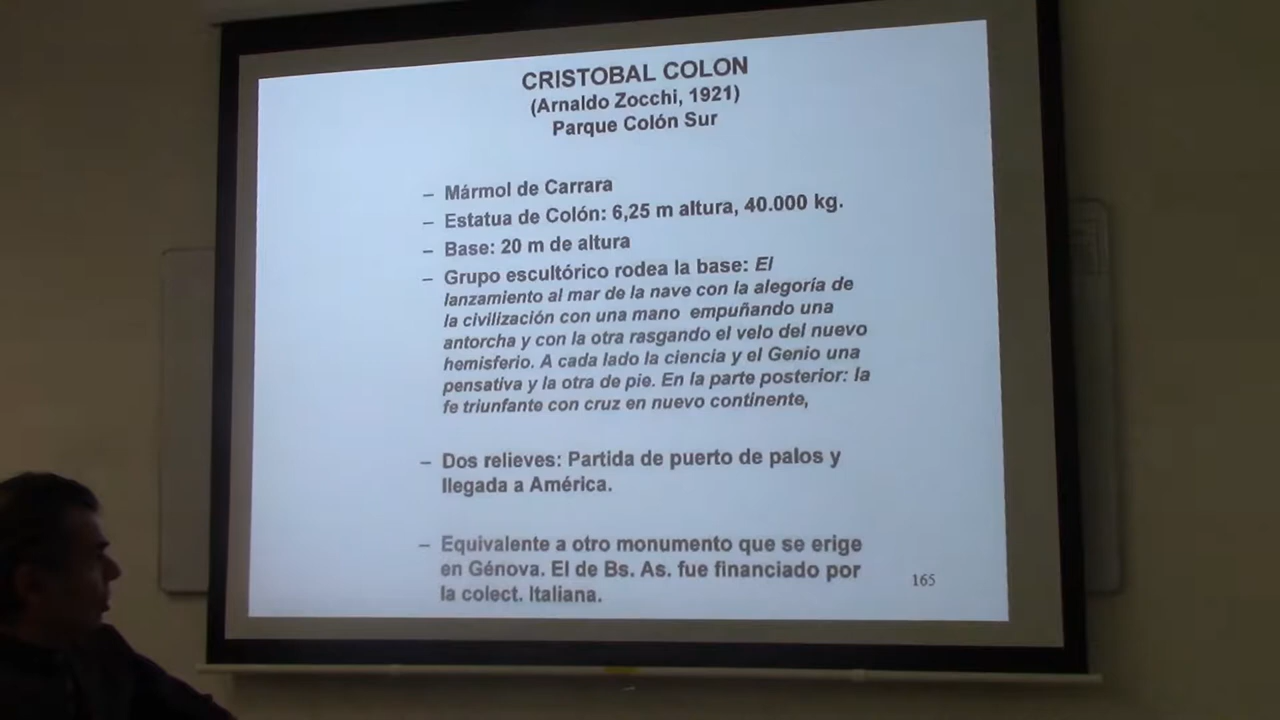 CRISTOBAL COLON
(Arnaldo Zocchi, 1921)
Parque Colón Sur
– Mármol de Carrara
– Estatua de Colón: 6,25 m altura, 40.000 kg.
– Base: 20 m de altura
– Grupo escultórico rodea la base: El
lanzamiento al mar de la nave con la alegoría de
la civilización con una mano empuñando una
antorcha y con la otra rasgando el velo del nuevo
hemisferio. A cada lado la ciencia y el Genio una
pensativa y la otra de pie. En la parte posterior: la
fe triunfante con cruz en nuevo continente,
– Dos relieves: Partida de puerto de palos y
llegada a América.
– Equivalente a otro monumento que se erige
en Génova. El de Bs. As. fue financiado por
la colect. Italiana.
165